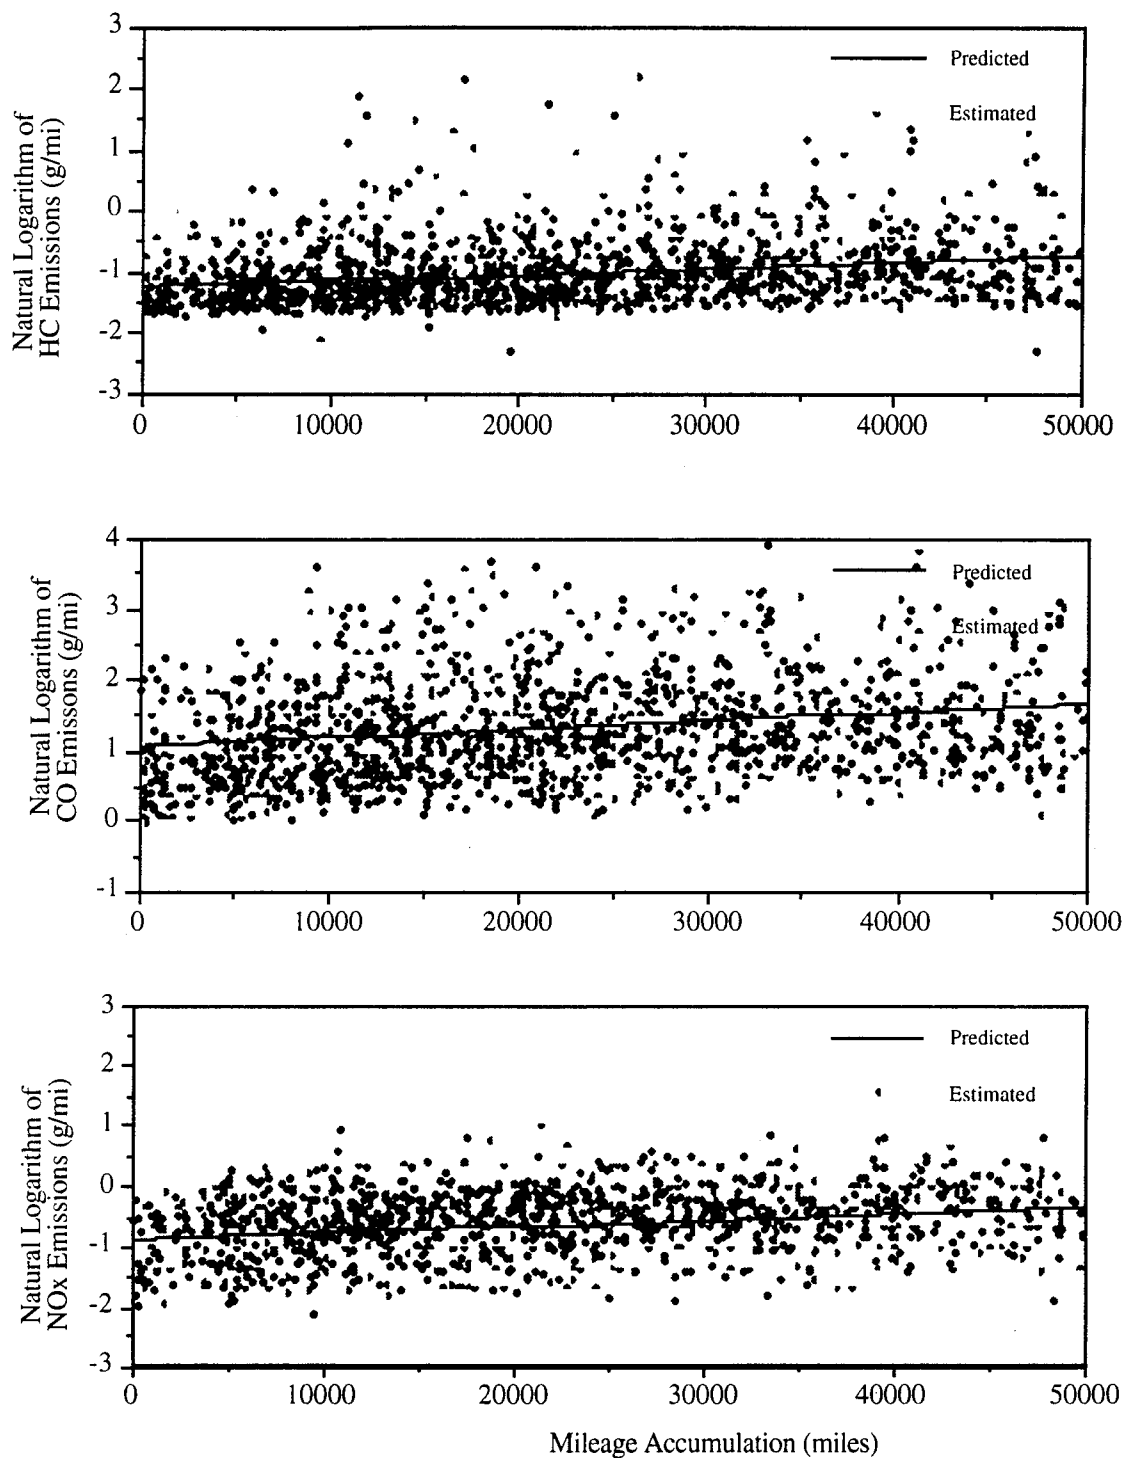 3
2
1
0
-1
-2
-3
Natural Logarithm of
HC Emissions (g/mi)
Predicted
Estimated
0
10000
20000
30000
40000
50000
4
3
2
1
0
-1
Natural Logarithm of
CO Emissons (g/mi)
Predicted
Estimated
0
10000
20000
30000
40000
50000
3
2
1
0
-1
-2
-3
Natural Logarithm of
NOx Emissions (g/mi)
Predicted
Estimated
0
10000
20000
30000
40000
50000
Mileage Accumulation (miles)